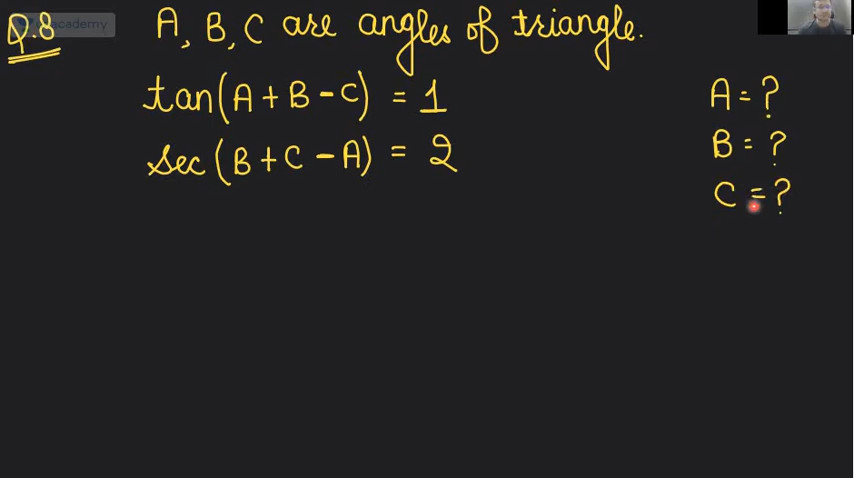 Q.8 A, B, C are angles of triangle.
tan(A + B - C) = 1
sec(B + C - A) = 2
A = ?
B = ?
C = ?